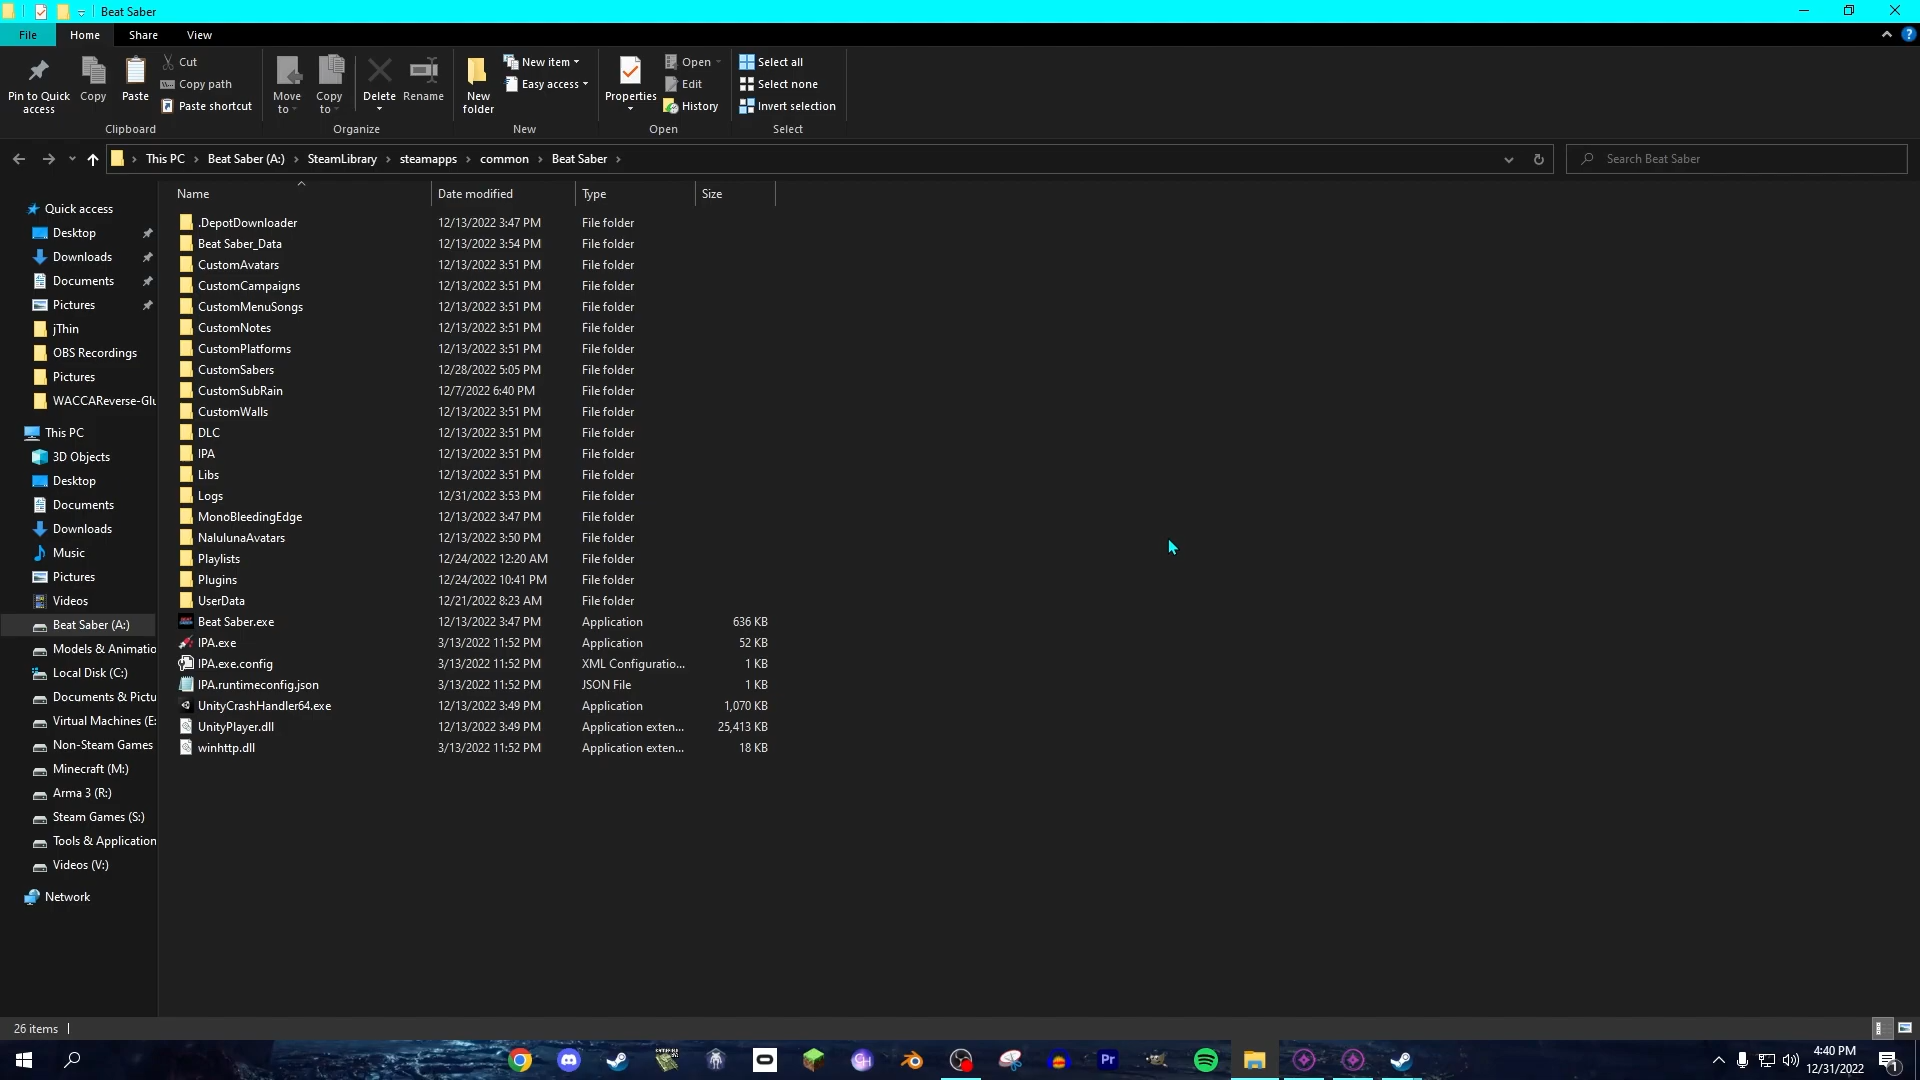 Beat Saber
File
Home
Share
View
Pin to Quick
access
Copy
Paste
Cut
Copy path
Paste shortcut
Clipboard
Move
to
Copy
to
Delete
Rename
Organize
New
folder
New item
Easy access
New
Properties
Open
Edit
History
Open
Select all
Select none
Invert selection
Select
This PC
Beat Saber (A:)
SteamLibrary
steamapps
common
Beat Saber
Search Beat Saber
Quick access
Desktop
Downloads
Documents
Pictures
jThin
OBS Recordings
Pictures
WACCAReverse-Glu
This PC
3D Objects
Desktop
Documents
Downloads
Music
Pictures
Videos
Beat Saber (A:)
Models & Animatio
Local Disk (C:)
Documents & Pictu
Virtual Machines (E:
Non-Steam Games
Minecraft (M:)
Arma 3 (R:)
Steam Games (S:)
Tools & Application
Videos (V:)
Network
Name Date modified Type Size
.DepotDownloader 12/13/2022 3:47 PM File folder
Beat Saber_Data 12/13/2022 3:54 PM File folder
CustomAvatars 12/13/2022 3:51 PM File folder
CustomCampaigns 12/13/2022 3:51 PM File folder
CustomMenuSongs 12/13/2022 3:51 PM File folder
CustomNotes 12/13/2022 3:51 PM File folder
CustomPlatforms 12/13/2022 3:51 PM File folder
CustomSabers 12/28/2022 5:05 PM File folder
CustomSubRain 12/7/2022 6:40 PM File folder
CustomWalls 12/13/2022 3:51 PM File folder
DLC 12/13/2022 3:51 PM File folder
IPA 12/13/2022 3:51 PM File folder
Libs 12/13/2022 3:51 PM File folder
Logs 12/31/2022 3:53 PM File folder
MonoBleedingEdge 12/13/2022 3:47 PM File folder
NalulunaAvatars 12/13/2022 3:50 PM File folder
Playlists 12/24/2022 12:20 AM File folder
Plugins 12/24/2022 10:41 PM File folder
UserData 12/21/2022 8:23 AM File folder
Beat Saber.exe 12/13/2022 3:47 PM Application 636 KB
IPA.exe 3/13/2022 11:52 PM Application 52 KB
IPA.exe.config 3/13/2022 11:52 PM XML Configuratio... 1 KB
IPA.runtimeconfig.json 3/13/2022 11:52 PM JSON File 1 KB
UnityCrashHandler64.exe 12/13/2022 3:49 PM Application 1,070 KB
UnityPlayer.dll 12/13/2022 3:49 PM Application exten... 25,413 KB
winhttp.dll 3/13/2022 11:52 PM Application exten... 18 KB
26 items
Pr
4:40 PM
12/31/2022
1